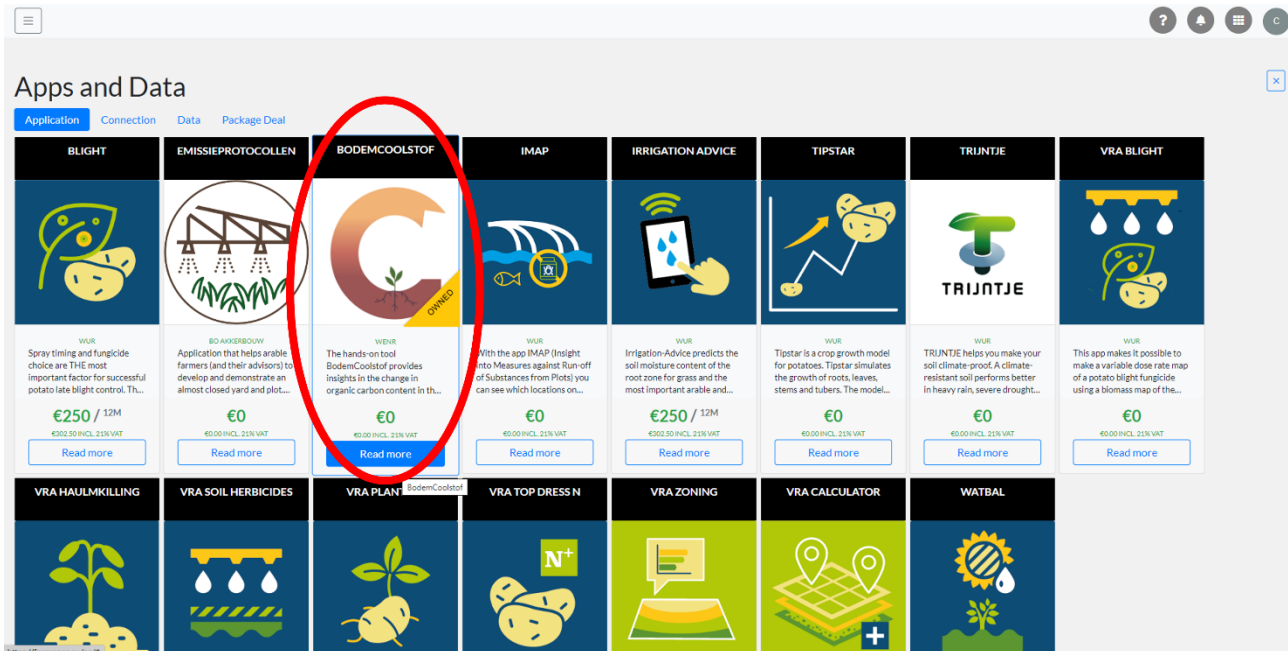 ? C
Apps and Data
×
Application Connection Data Package Deal
BLIGHT
WUR
Spray timing and fungicide
choice are THE most
important factor for successful
potato late blight control. Th...
€250 / 12M
€302.50 INCL. 21% VAT
Read more
EMISSIEPROTOCOLLEN
BO AKKERBOUW
Application that helps arable
farmers (and their advisors) to
develop and demonstrate an
almost closed yard and plot....
€0
€0.00 INCL. 21% VAT
Read more
BODEMCOOLSTOF
OWNED
WENR
The hands-on tool
BodemCoolstof provides
insights in the change in
organic carbon content in th...
€0
€0.00 INCL. 21% VAT
Read more
BodemCoolstof
IMAP
WUR
With the app IMAP (Insight
into Measures against Run-off
of Substances from Plots) you
can see which locations on...
€0
€0.00 INCL. 21% VAT
Read more
IRRIGATION ADVICE
WUR
Irrigation-Advice predicts the
soil moisture content of the
root zone for grass and the
most important arable and...
€250 / 12M
€302.50 INCL. 21% VAT
Read more
TIPSTAR
WUR
Tipstar is a crop growth model
for potatoes. Tipstar simulates
the growth of roots, leaves,
stems and tubers. The model...
€0
€0.00 INCL. 21% VAT
Read more
TRIJNTJE
TRIJNTJE
WUR
TRIJNTJE helps you make your
soil climate-proof. A climate-
resistant soil performs better
in heavy rain, severe drought...
€0
€0.00 INCL. 21% VAT
Read more
VRA BLIGHT
WUR
This app makes it possible to
make a variable dose rate map
of a potato blight fungicide
using a biomass map of the...
€0
€0.00 INCL. 21% VAT
Read more
VRA HAULMKILLING
VRA SOIL HERBICIDES
VRA PLANT
VRA TOP DRESS N
N+
VRA ZONING
VRA CALCULATOR
WATBAL